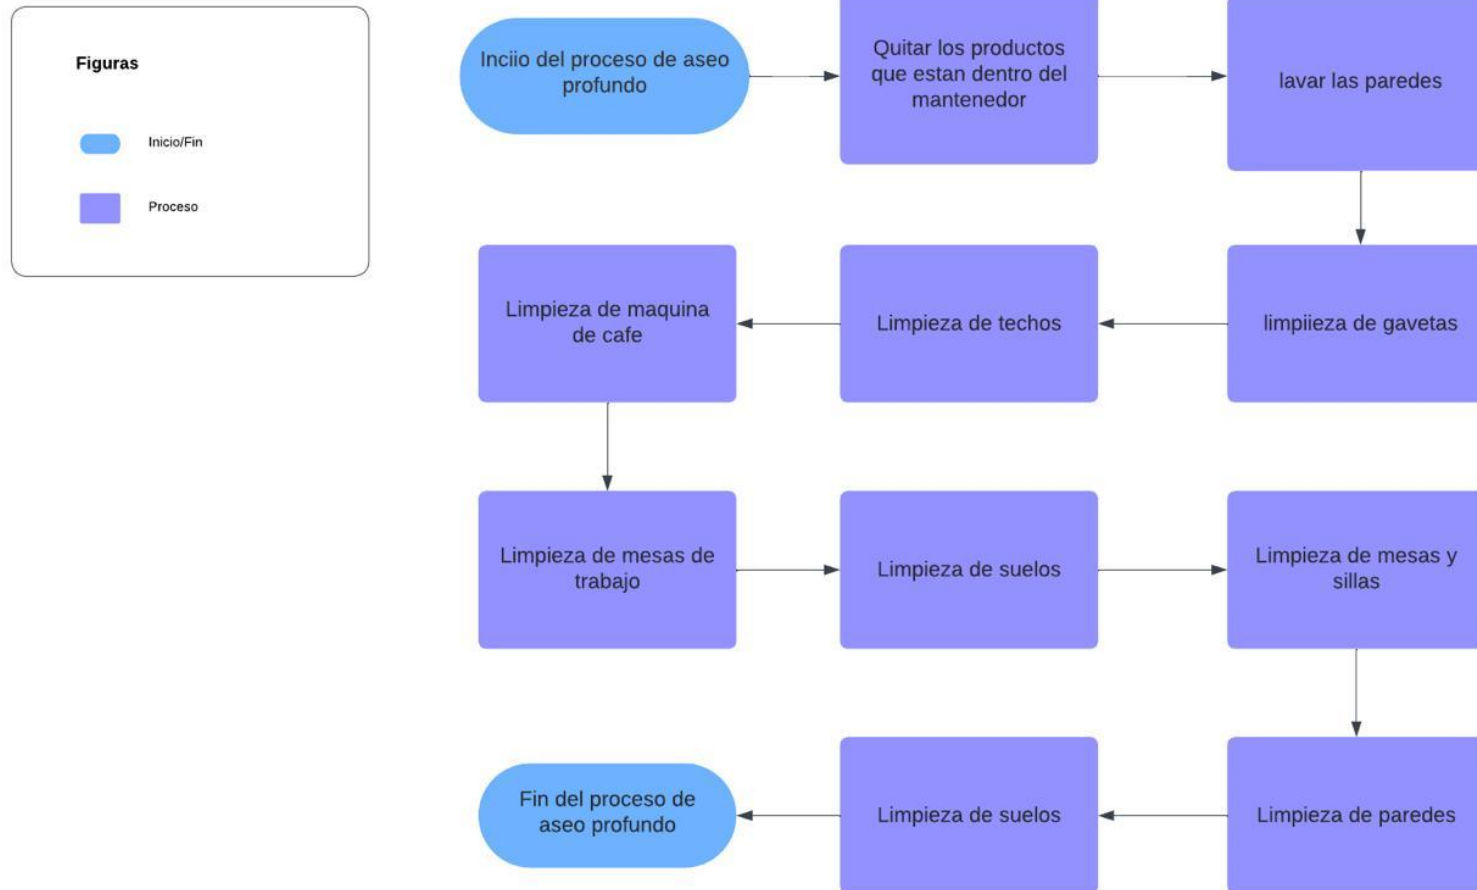 Figuras
Inicio/Fin
Proceso
Inciio del proceso de aseo
profundo
Quitar los productos
que estan dentro del
mantenedor
lavar las paredes
limpiieza de gavetas
Limpieza de techos
Limpieza de maquina
de cafe
Limpieza de mesas de
trabajo
Limpieza de suelos
Limpieza de mesas y
sillas
Limpieza de paredes
Limpieza de suelos
Fin del proceso de
aseo profundo